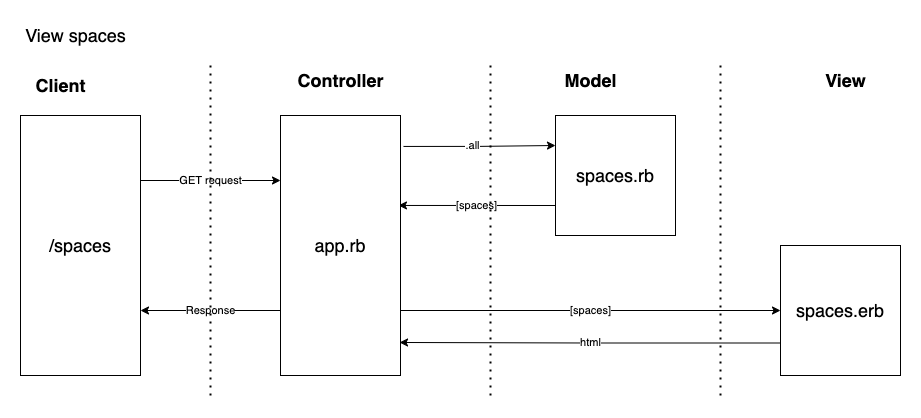 View spaces
Client
Controller
Model
View
/spaces
GET request
app.rb
.all
spaces.rb
[spaces]
Response
[spaces]
html
spaces.erb